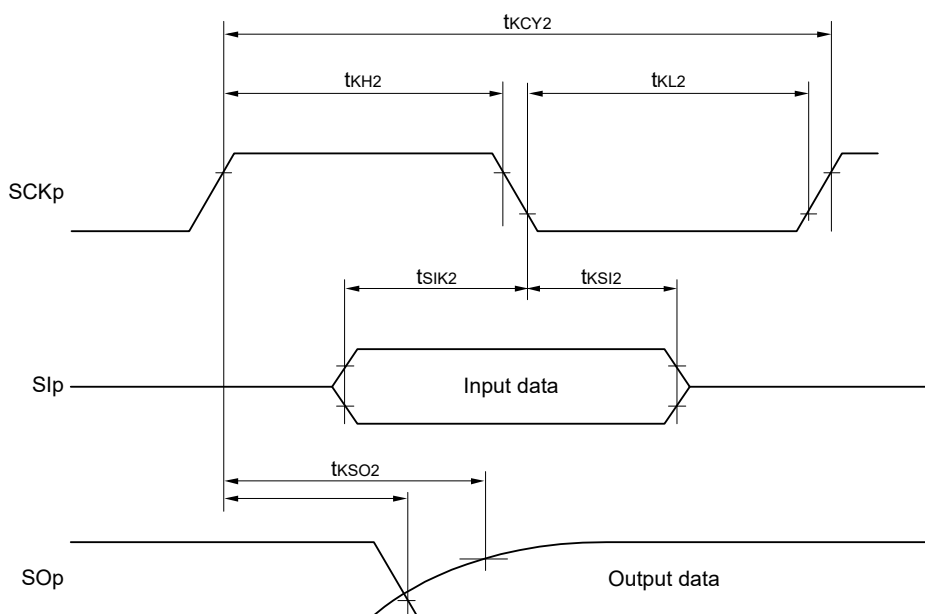 tKCY2
tKH2
tKL2
SCKp
tSIK2
tKSI2
SIp
Input data
tKSO2
SOp
Output data